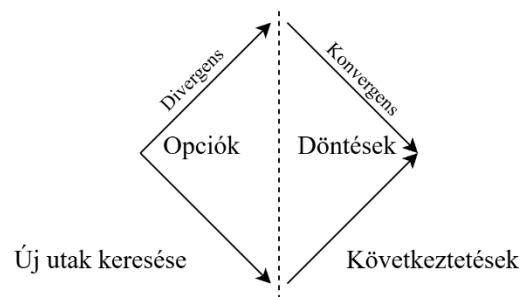 Divergens
Konvergens
Opciók
Döntések
Új utak keresése
Következtetések